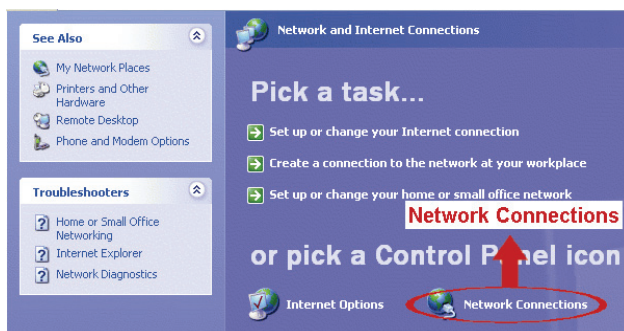 See Also
My Network Places
Printers and Other
Hardware
Remote Desktop
Phone and Modem Options
Troubleshooters
Home or Small Office
Networking
Internet Explorer
Network Diagnostics
Network and Internet Connections
Pick a task...
Set up or change your Internet connection
Create a connection to the network at your workplace
Set up or change your home or small office network
Network Connections
or pick a Control Panel icon
Internet Options
Network Connections